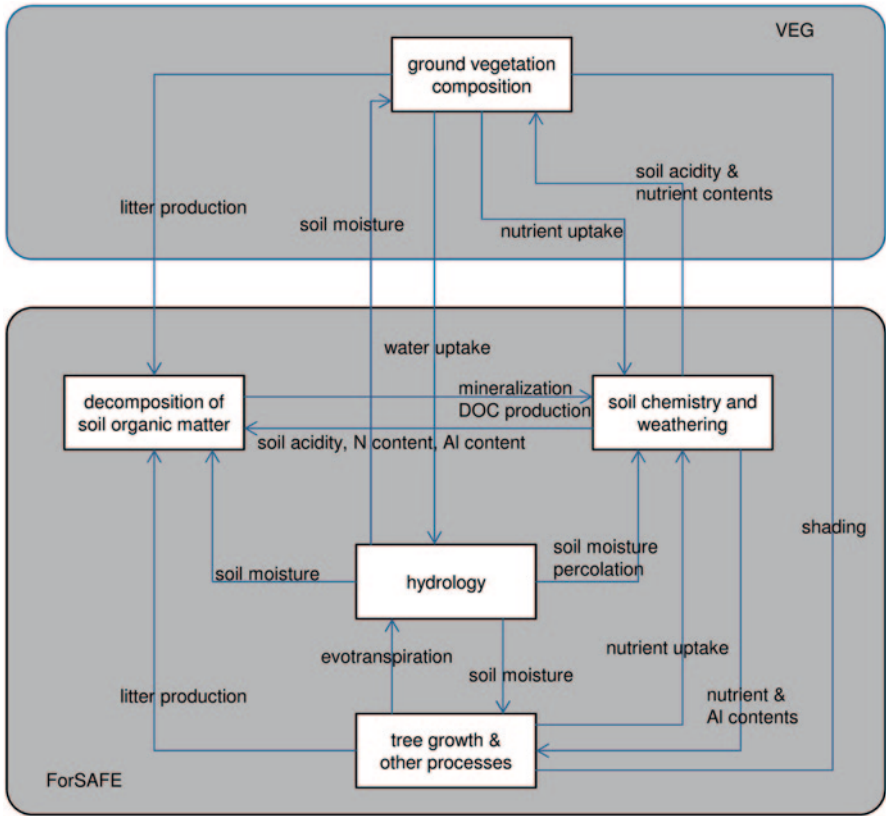 VEG
ground vegetation
composition
soil acidity &
nutrient contents
litter production
soil moisture
nutrient uptake
water uptake
decomposition of
soil organic matter
mineralization
DOC production
soil chemistry and
weathering
soil acidity, N content, Al content
shading
soil moisture
hydrology
soil moisture
percolation
evotranspiration
soil moisture
nutrient uptake
litter production
nutrient &
Al contents
tree growth &
other processes
ForSAFE